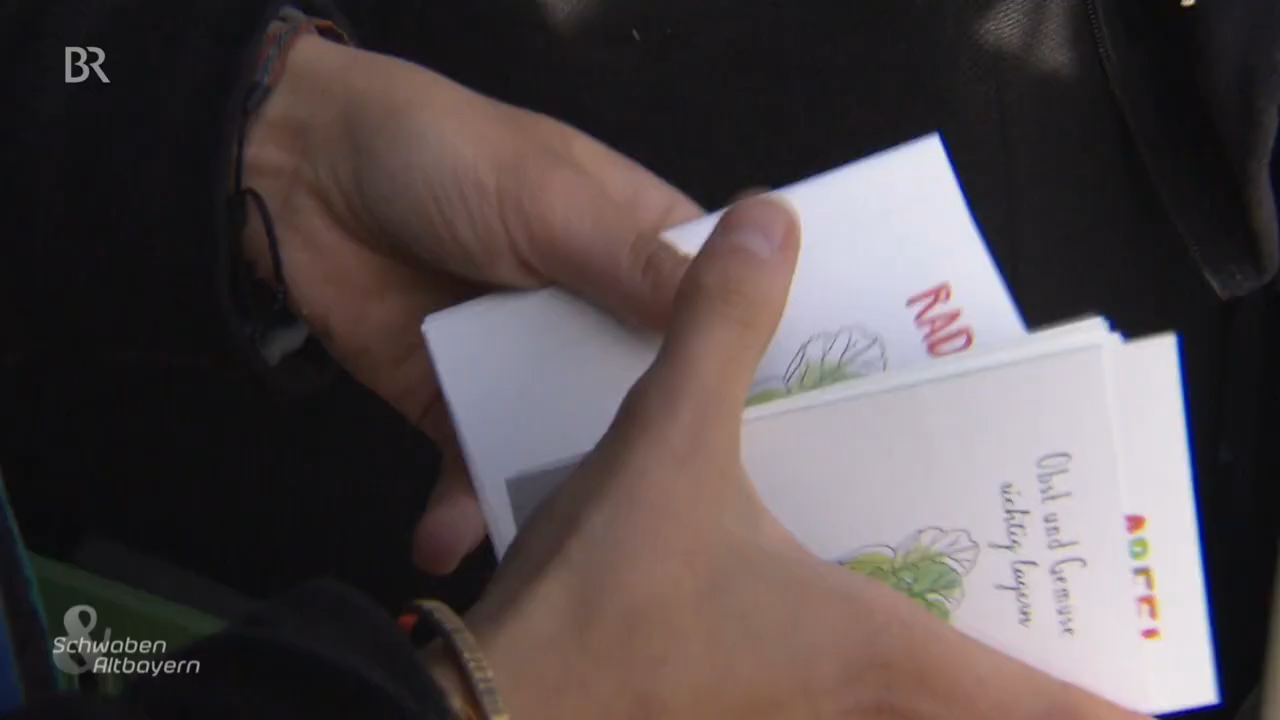 BR
RAD
Obst und Gemüse
richtig lagern
Schwaben
&
Altbayern